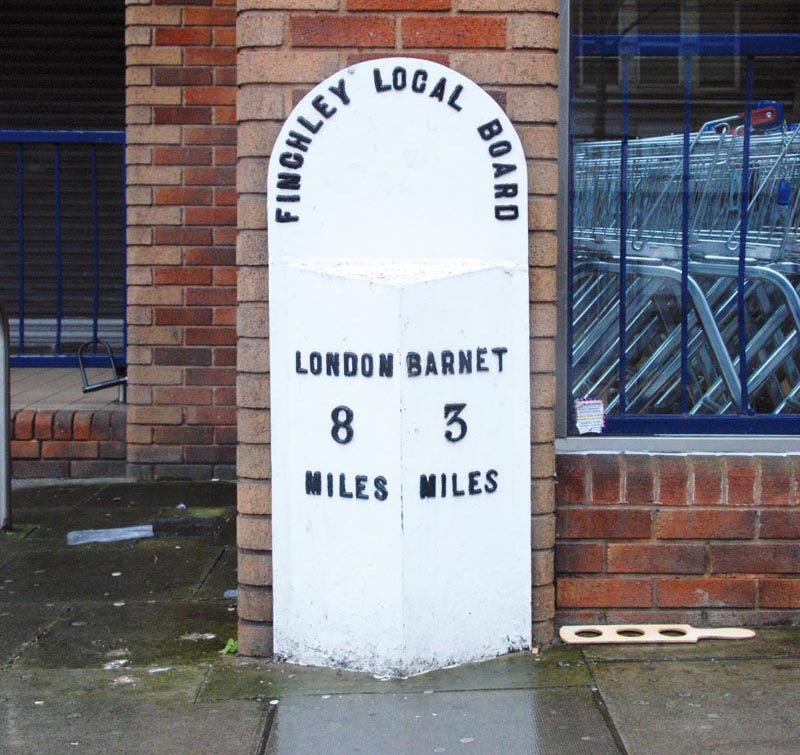 FINCHLEY LOCAL BOARD
LONDON
8
MILES
BARNET
3
MILES